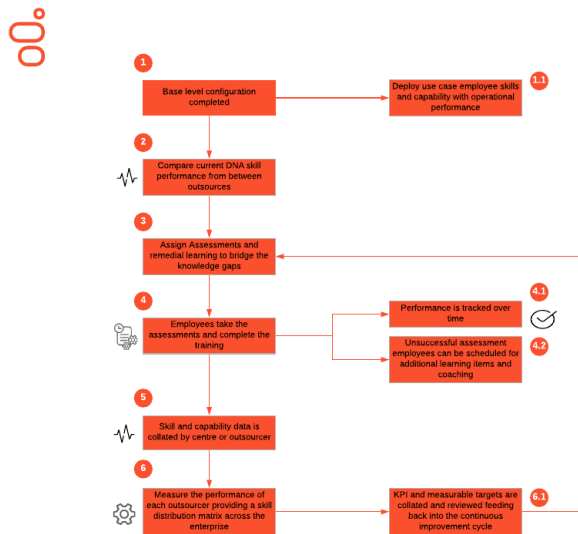 1
Base level configuration
completed
1.1
Deploy use case employee skills
and capability with operational
performance
2
Compare current DNA skill
performance from between
outsources
3
Assign Assessments and
remedial learning to bridge the
knowledge gaps
4
Employees take the
assessments and complete the
training
4.1
Performance is tracked over
time
4.2
Unsuccessful assessment
employees can be scheduled for
additional learning items and
coaching
5
Skill and capability data is
collated by centre or outsourcer
6
Measure the performance of
each outsourcer providing a skill
distribution matrix across the
enterprise
6.1
KPI and measurable targets are
collated and reviewed feeding
back into the continuous
improvement cycle